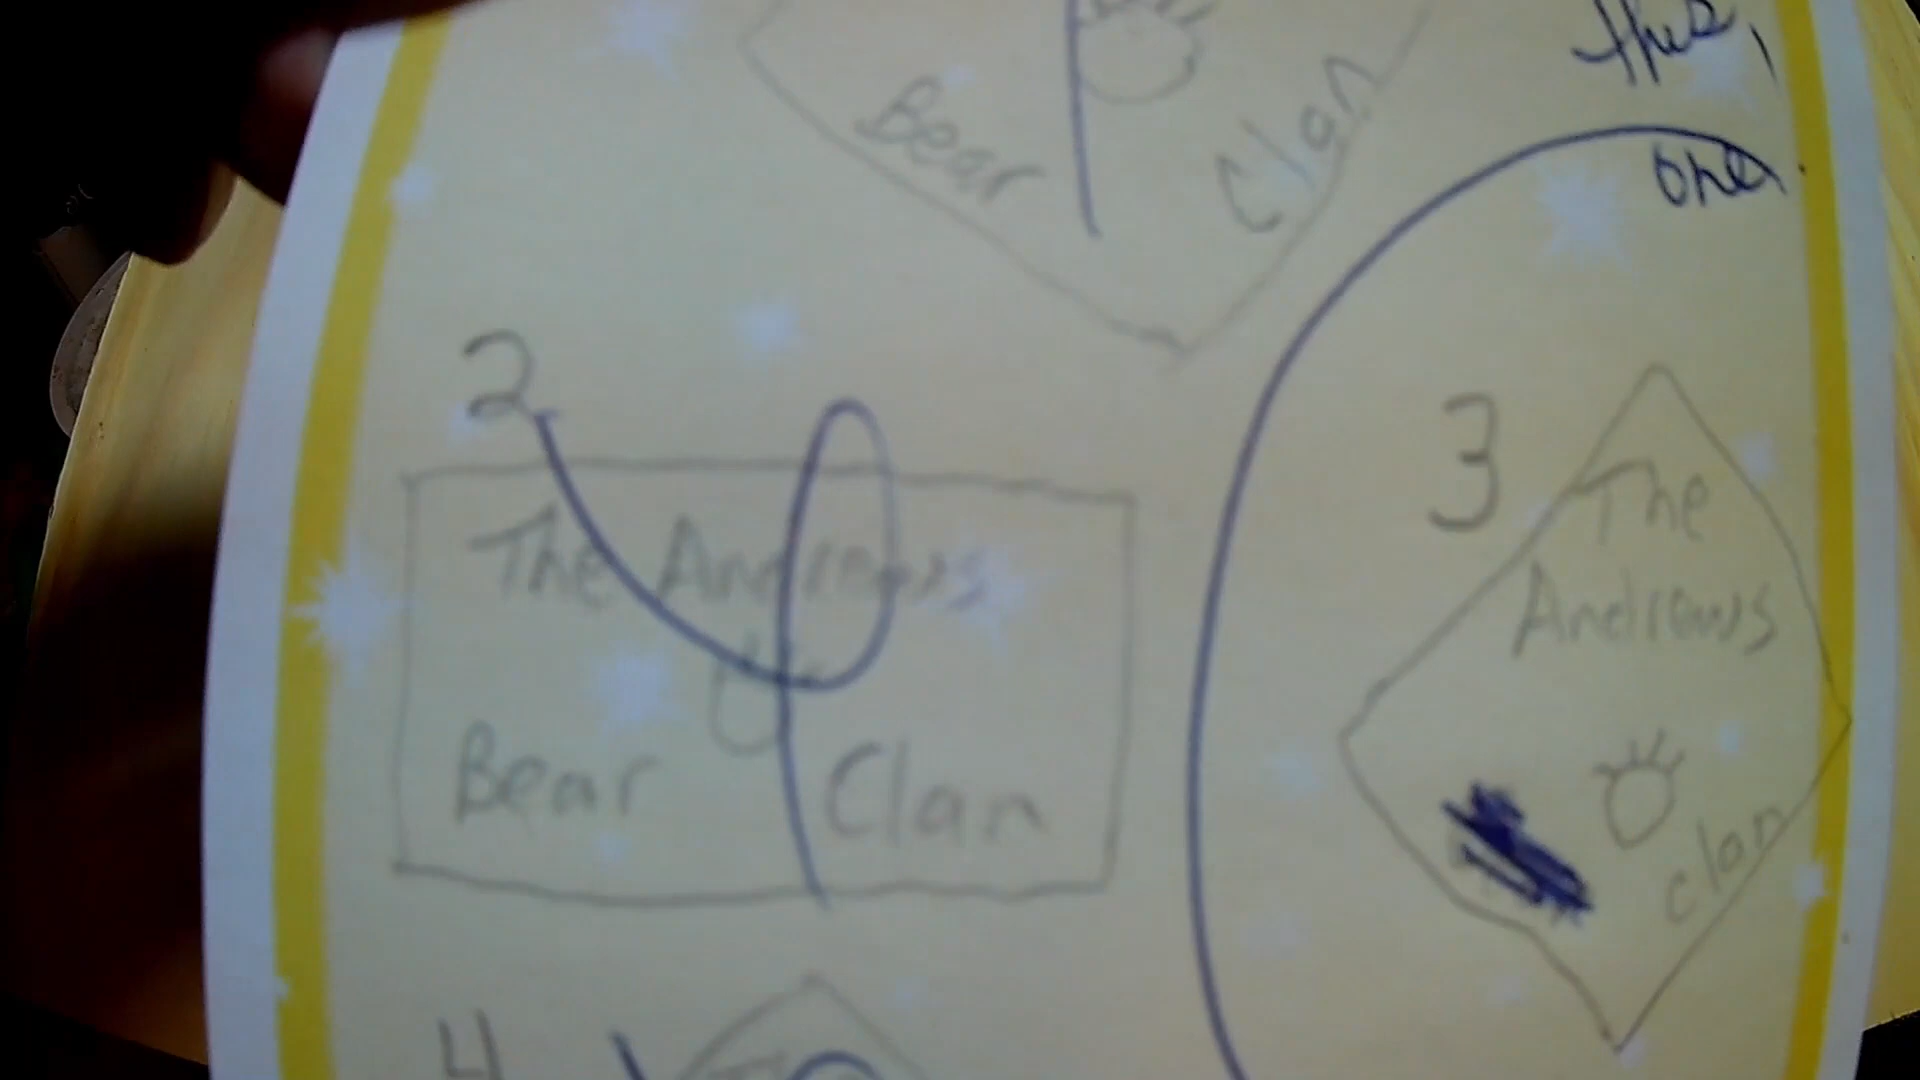 this,
one
Bear Clan
2
The Andrews
Bear Clan
3
The
Andrews
clan
4